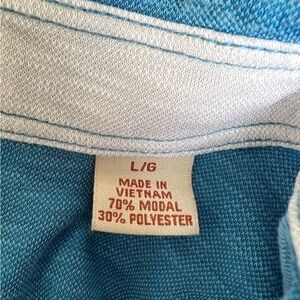 L/G
MADE IN
VIETNAM
70% MODAL
30% POLYESTER